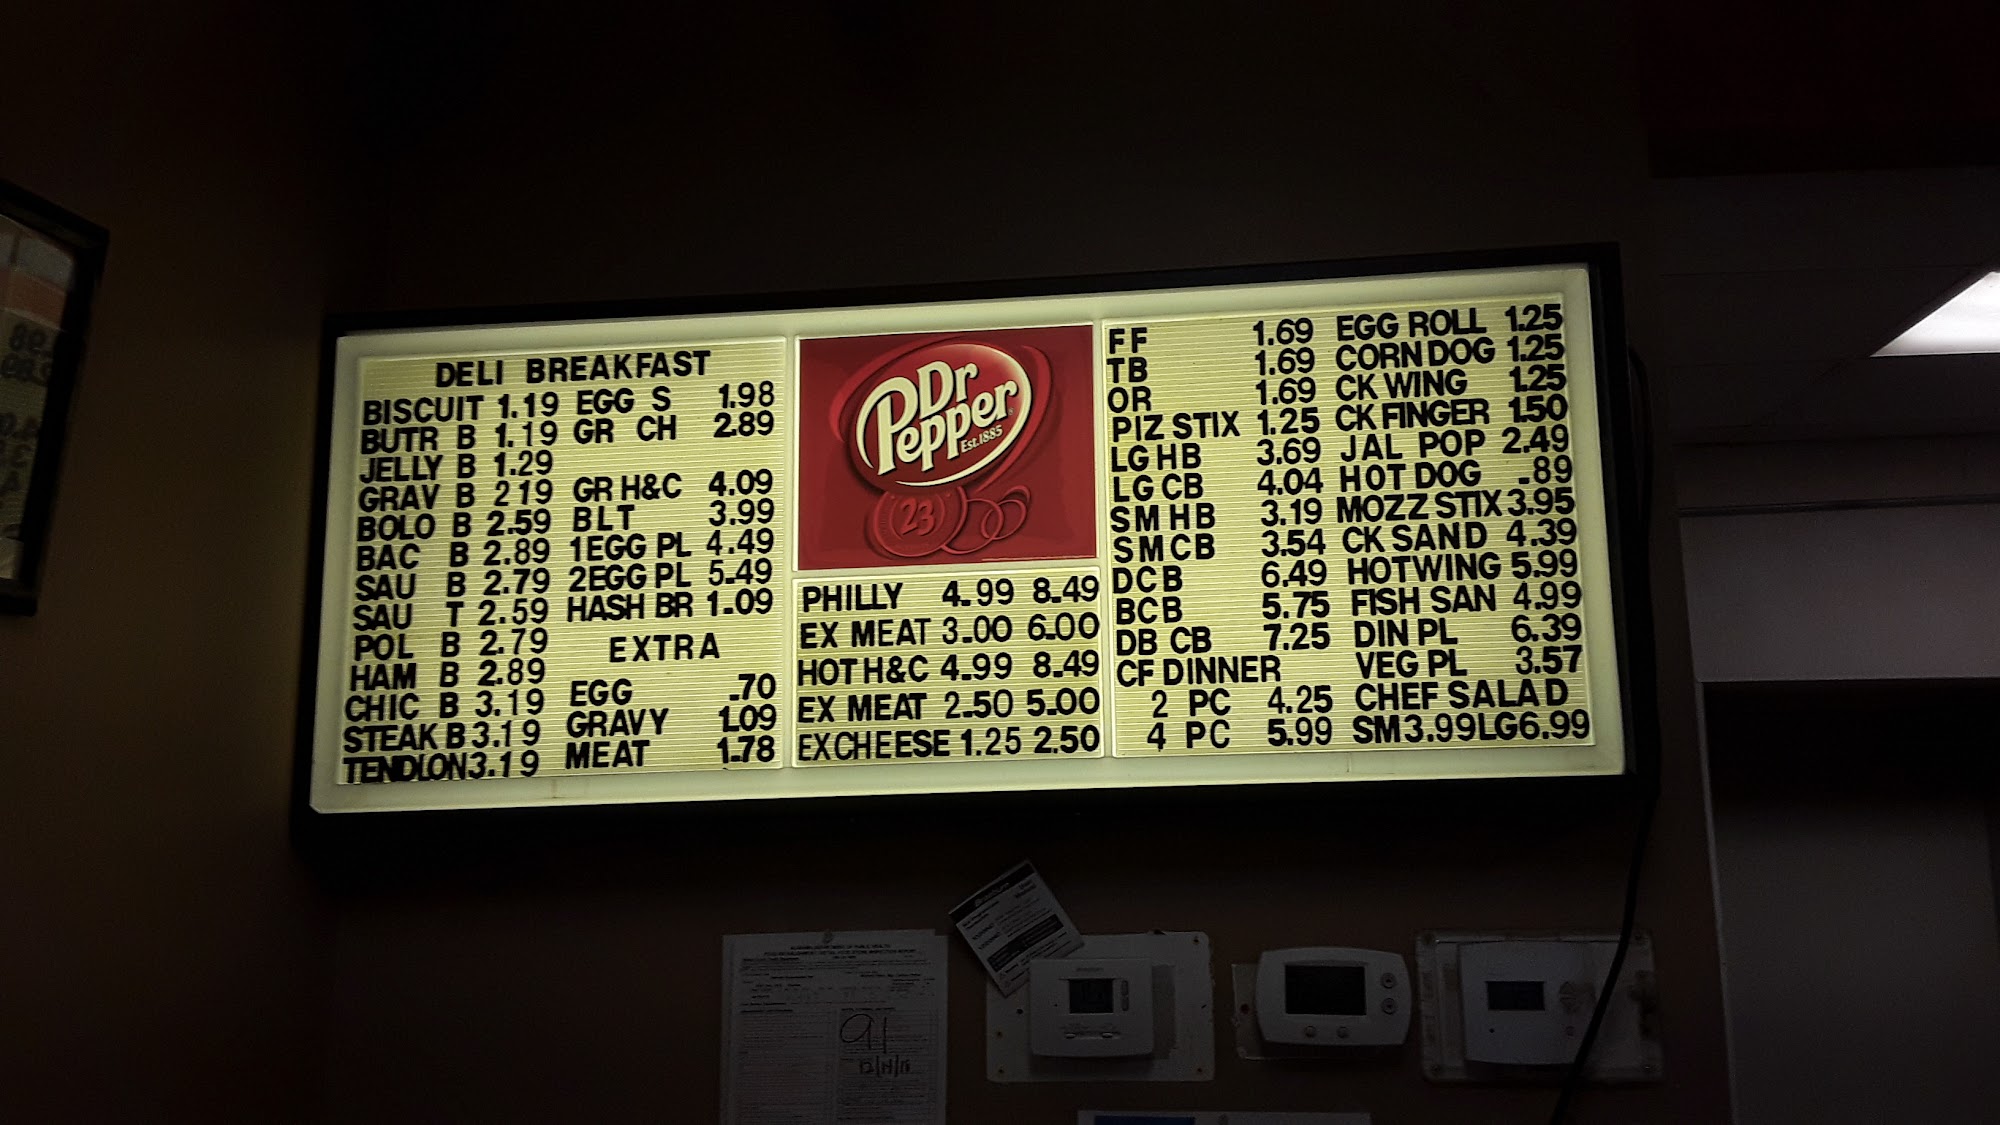 DELI BREAKFAST
BISCUIT 1.19 EGG S 1.98
BUTR B 1.19 GR CH 2.89
JELLY B 1.29
GRAV B 2 19 GR H&C 4.09
BOLO B 2.59 BLT 3.99
BAC B 2.89 1EGG PL 4.49
SAU B 2.79 2EGG PL 5.49
SAU T 2.59 HASH BR 1.09
POL B 2.79 EXTRA
HAM B 2.89 EGG .70
CHIC B 3.19 GRAVY 1.09
STEAK B 3.19 MEAT 1.78
TENDLON 3.19
Dr
Pepper
Est.1885
23
PHILLY 4.99 8.49
EX MEAT 3.00 6.00
HOT H&C 4.99 8.49
EX MEAT 2.50 5.00
EXCHEESE 1.25 2.50
FF 1.69 EGG ROLL 1.25
TB 1.69 CORN DOG 1.25
OR 1.69 CK WING 1.25
PIZ STIX 1.25 CK FINGER 1.50
LG HB 3.69 JAL POP 2.49
LG CB 4.04 HOT DOG .89
SM HB 3.19 MOZZ STIX 3.95
SMCB 3.54 CK SAND 4.39
DCB 6.49 HOTWING 5.99
BCB 5.75 FISH SAN 4.99
DB CB 7.25 DIN PL 6.39
CF DINNER VEG PL 3.57
2 PC 4.25 CHEF SALAD
4 PC 5.99 SM3.99LG6.99
91